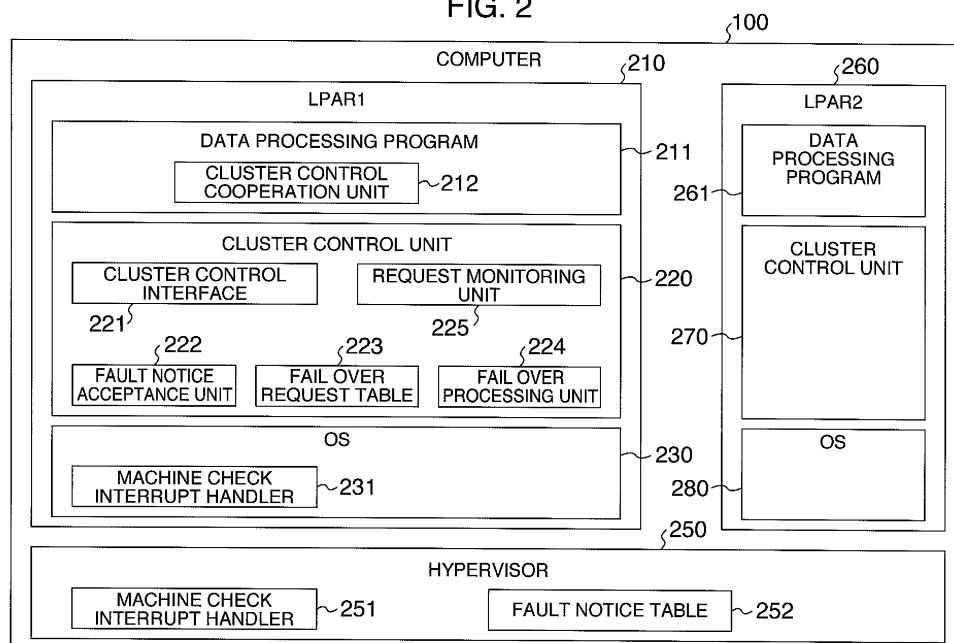 FIG. 2
100
COMPUTER
210
LPAR1
DATA PROCESSING PROGRAM
211
CLUSTER CONTROL
COOPERATION UNIT
212
CLUSTER CONTROL UNIT
220
CLUSTER CONTROL
INTERFACE
221
REQUEST MONITORING
UNIT
225
222
FAULT NOTICE
ACCEPTANCE UNIT
223
FAIL OVER
REQUEST TABLE
224
FAIL OVER
PROCESSING UNIT
OS
230
MACHINE CHECK
INTERRUPT HANDLER
231
260
LPAR2
DATA
PROCESSING
PROGRAM
261
CLUSTER
CONTROL UNIT
270
OS
280
250
HYPERVISOR
MACHINE CHECK
INTERRUPT HANDLER
251
FAULT NOTICE TABLE
252